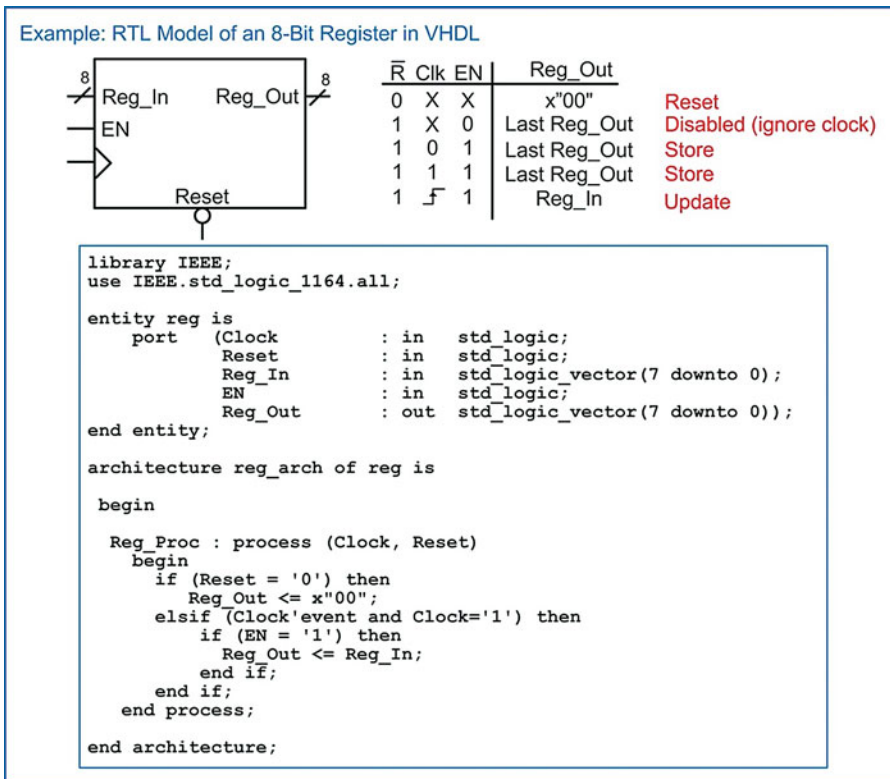 Example: RTL Model of an 8-Bit Register in VHDL
8
Reg_In
Reg_Out
8
EN
Reset
R̅ Clk EN Reg_Out
0 X X x"00" Reset
1 X 0 Last Reg_Out Disabled (ignore clock)
1 0 1 Last Reg_Out Store
1 1 1 Last Reg_Out Store
1 1 Reg_In Update
library IEEE;
use IEEE.std_logic_1164.all;
entity reg is
port (Clock : in std_logic;
Reset : in std_logic;
Reg_In : in std_logic_vector(7 downto 0);
EN : in std_logic;
Reg_Out : out std_logic_vector(7 downto 0));
end entity;
architecture reg_arch of reg is
begin
Reg_Proc : process (Clock, Reset)
begin
if (Reset = '0') then
Reg_Out <= x"00";
elsif (Clock'event and Clock='1') then
if (EN = '1') then
Reg_Out <= Reg_In;
end if;
end if;
end process;
end architecture;